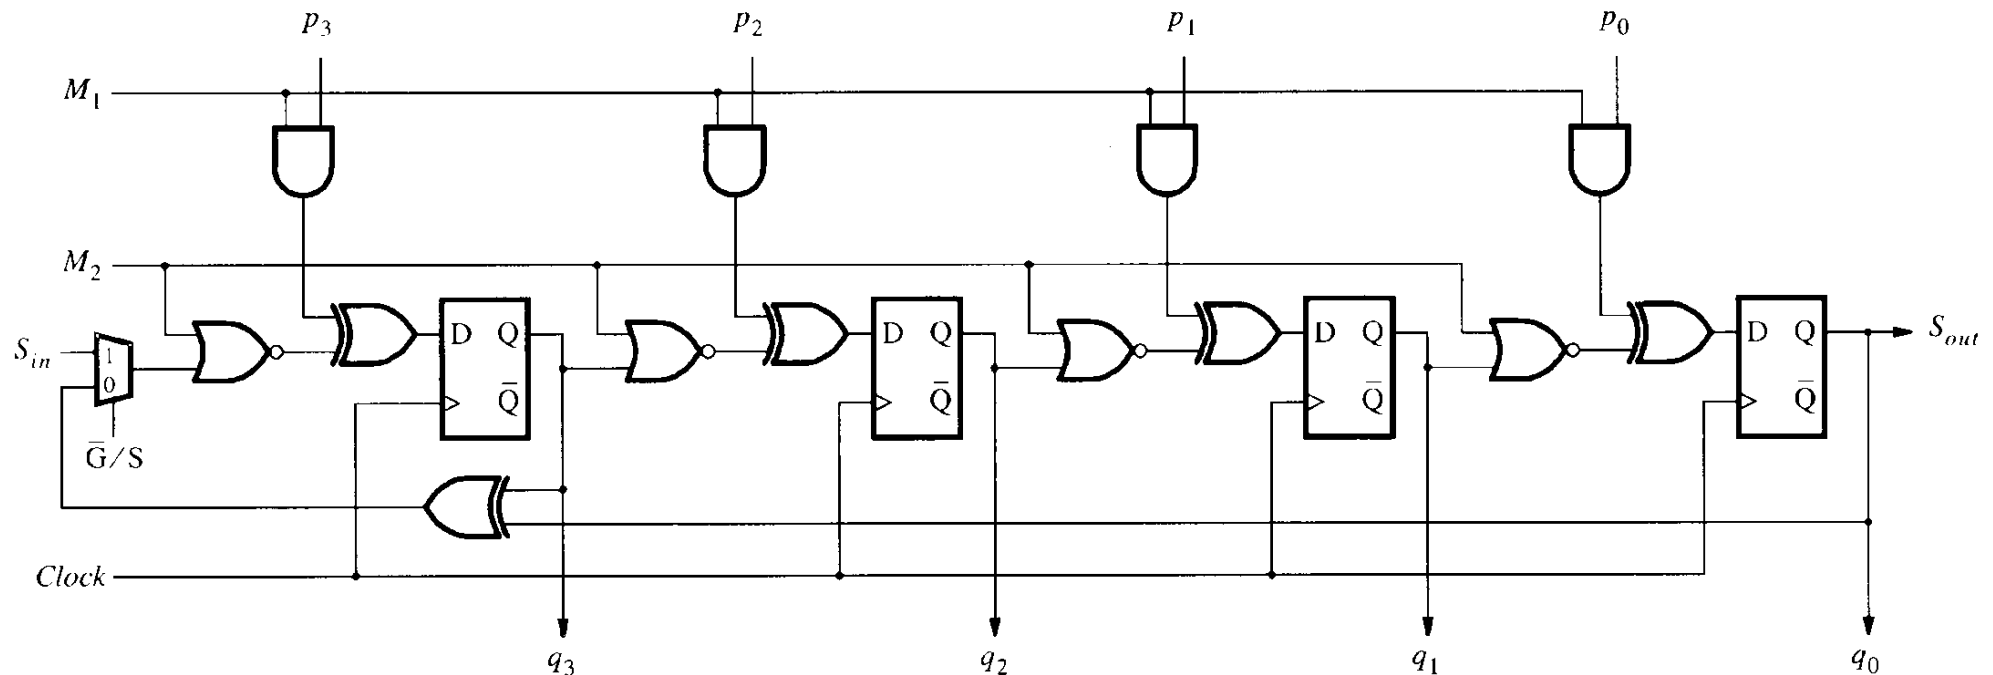 p3 p2 p1 p0
M1
M2
D Q D Q D Q D Q
Sin 1 Sout
0 Q̅ Q̅ Q̅ Q̅
G̅/S
Clock
q3 q2 q1 q0